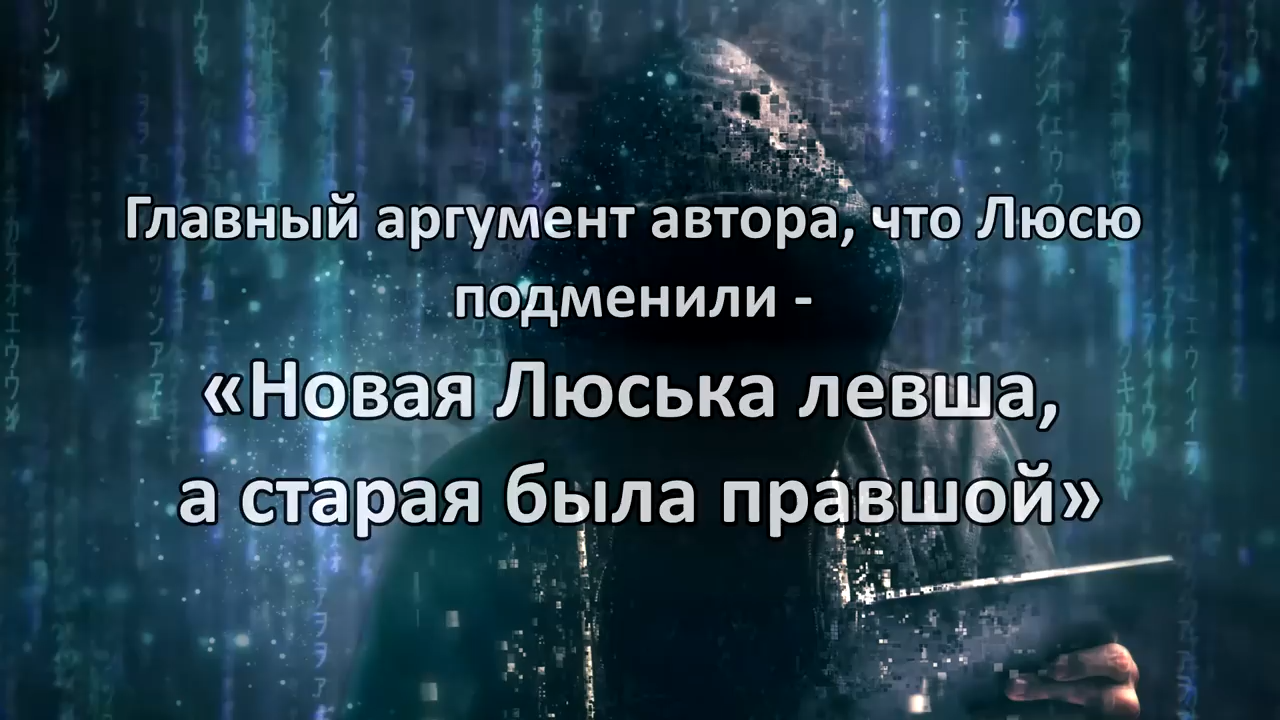 Главный аргумент автора, что Люсю
подменили -
«Новая Люська левша,
а старая была правшой»